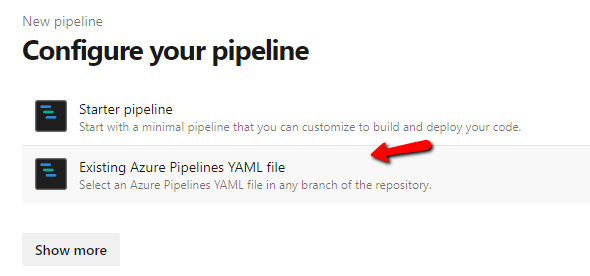 New pipeline
Configure your pipeline
Starter pipeline
Start with a minimal pipeline that you can customize to build and deploy your code.
Existing Azure Pipelines YAML file
Select an Azure Pipelines YAML file in any branch of the repository.
Show more